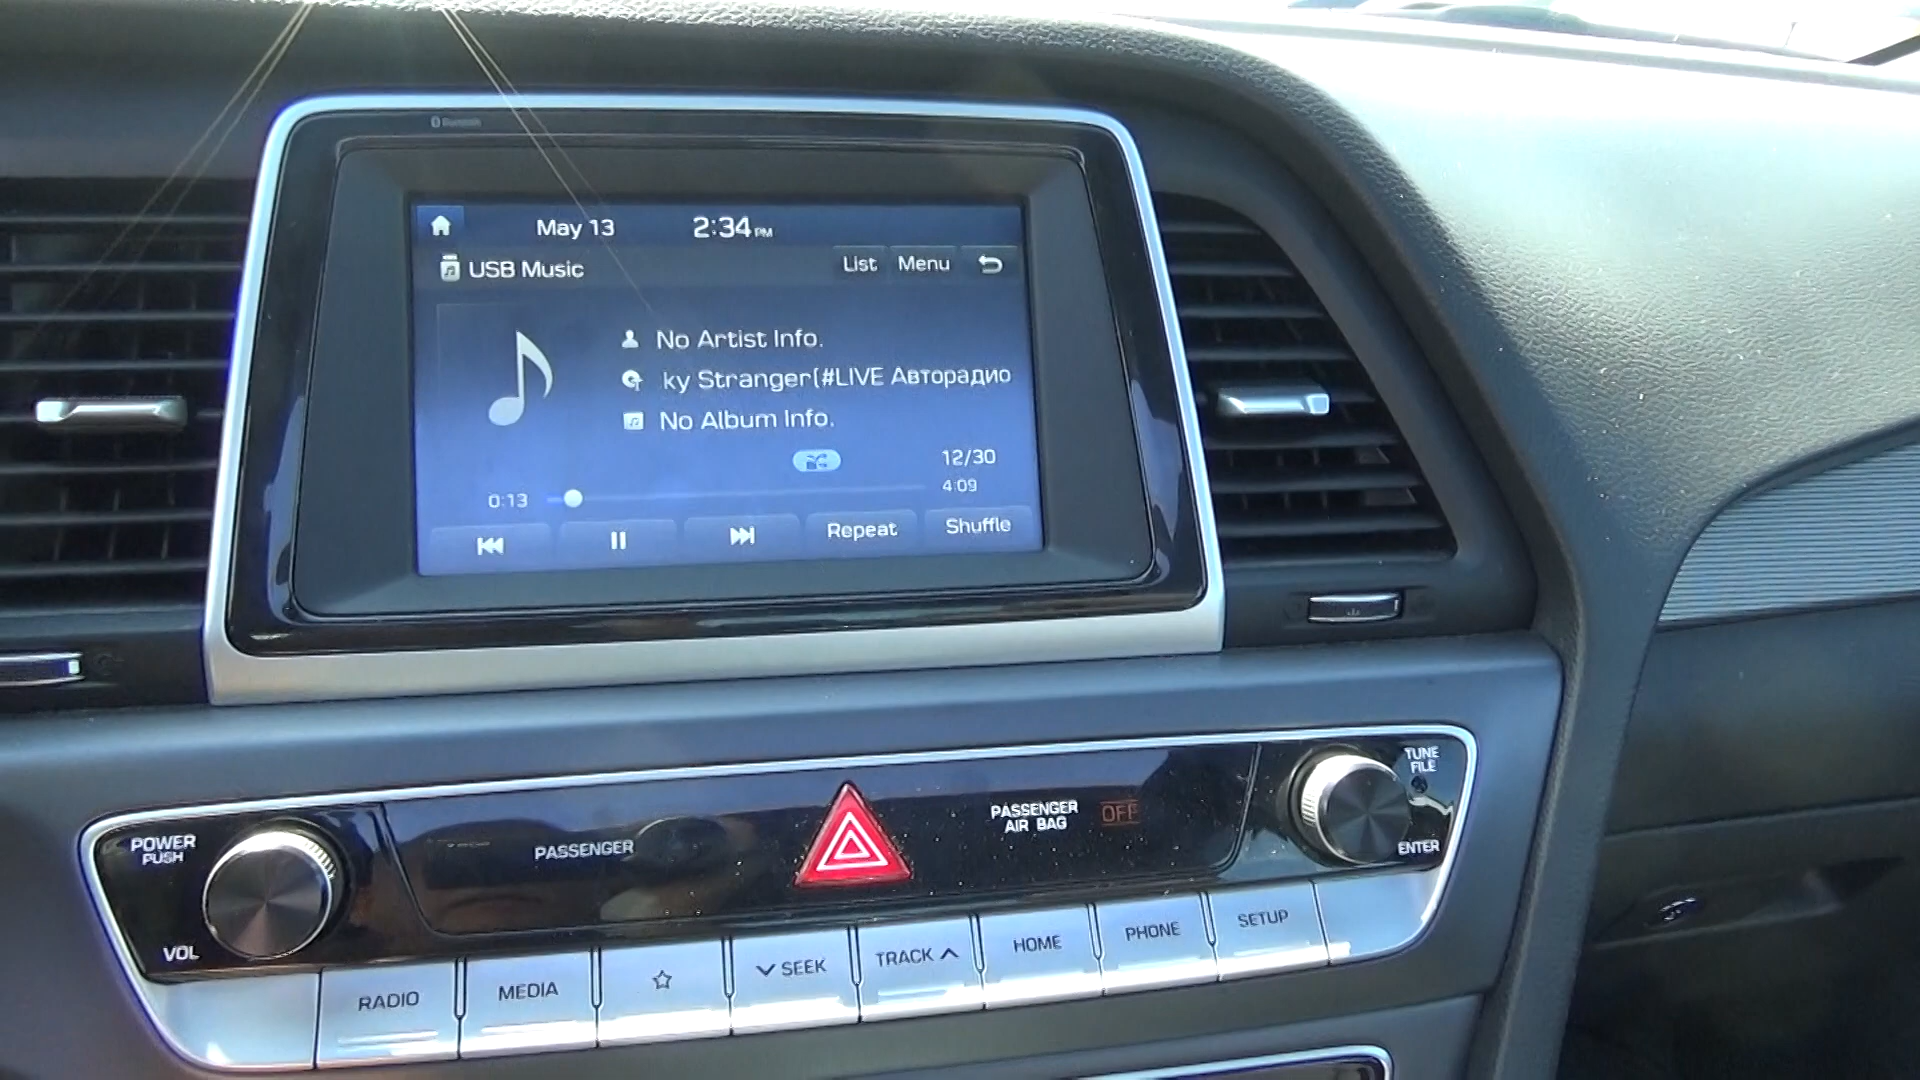 Bluetooth
May 13 2:34 PM
USB Music List Menu
No Artist Info.
ky Stranger(#LIVE Авторадио
No Album Info.
12/30
0:13 4:09
Repeat Shuffle
POWER
PUSH
VOL
PASSENGER
PASSENGER
AIR BAG OFF
TUNE
FILE
ENTER
RADIO MEDIA SEEK TRACK HOME PHONE SETUP